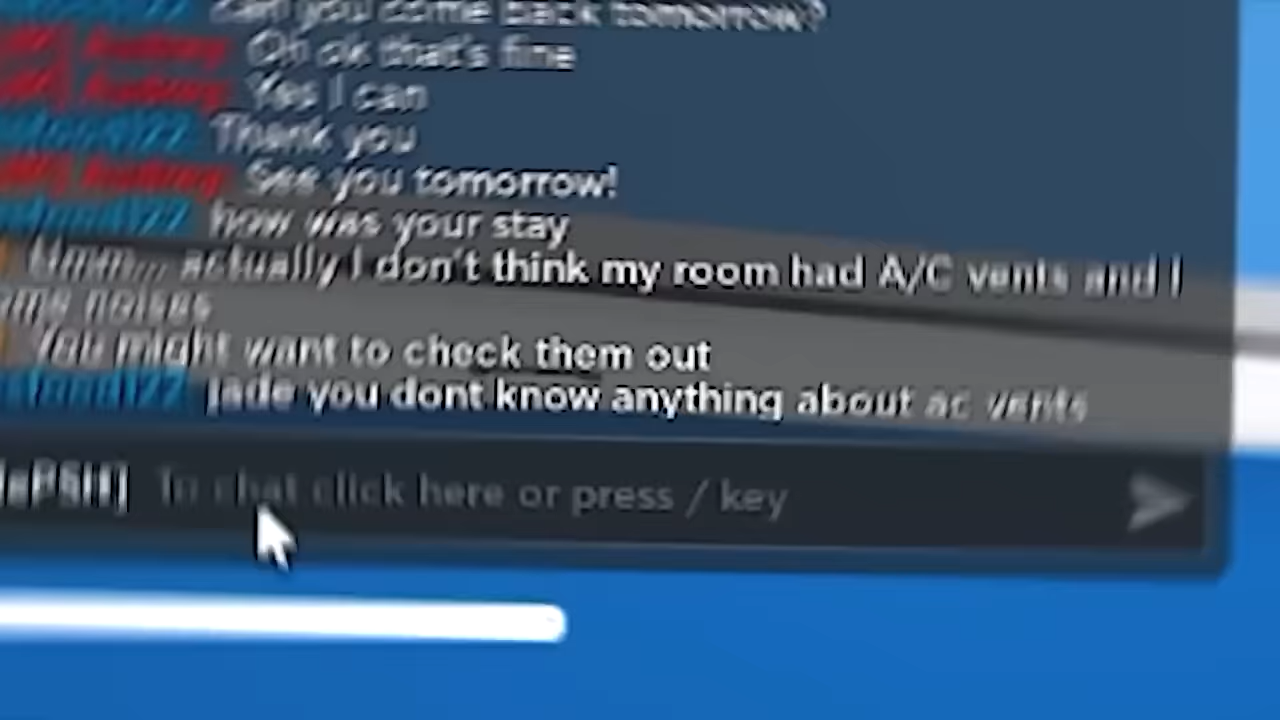 can you come back tomorrow?
Oh ok that's fine
Yes I can
Thank you
See you tomorrow!
how was your stay
Hmm... actually I don't think my room had A/C vents and I
noises
You might want to check them out
jade you dont know anything about ac vents
To chat click here or press / key